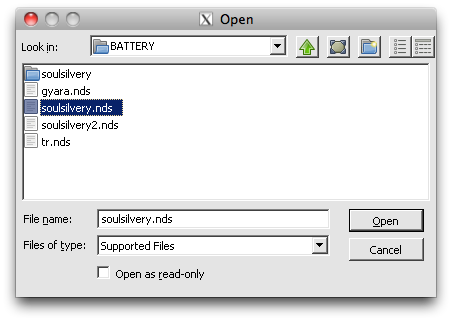 Open
Look in: BATTERY
soulsilvery
gyara.nds
soulsilvery.nds
soulsilvery2.nds
tr.nds
File name: soulsilvery.nds Open
Files of type: Supported Files Cancel
Open as read-only